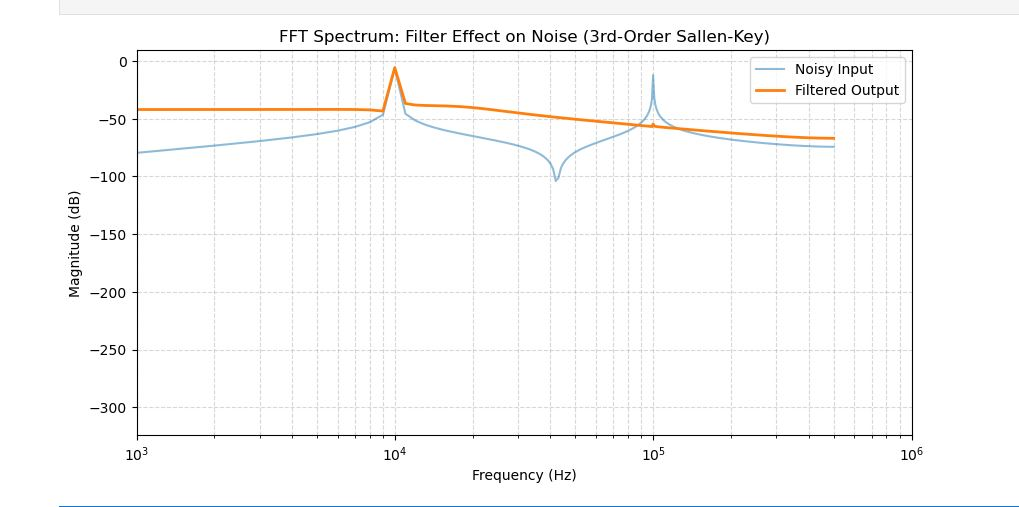 FFT Spectrum: Filter Effect on Noise (3rd-Order Sallen-Key)
Noisy Input
Filtered Output
Magnitude (dB)
0
−50
−100
−150
−200
−250
−300
10³
10⁴
10⁵
10⁶
Frequency (Hz)